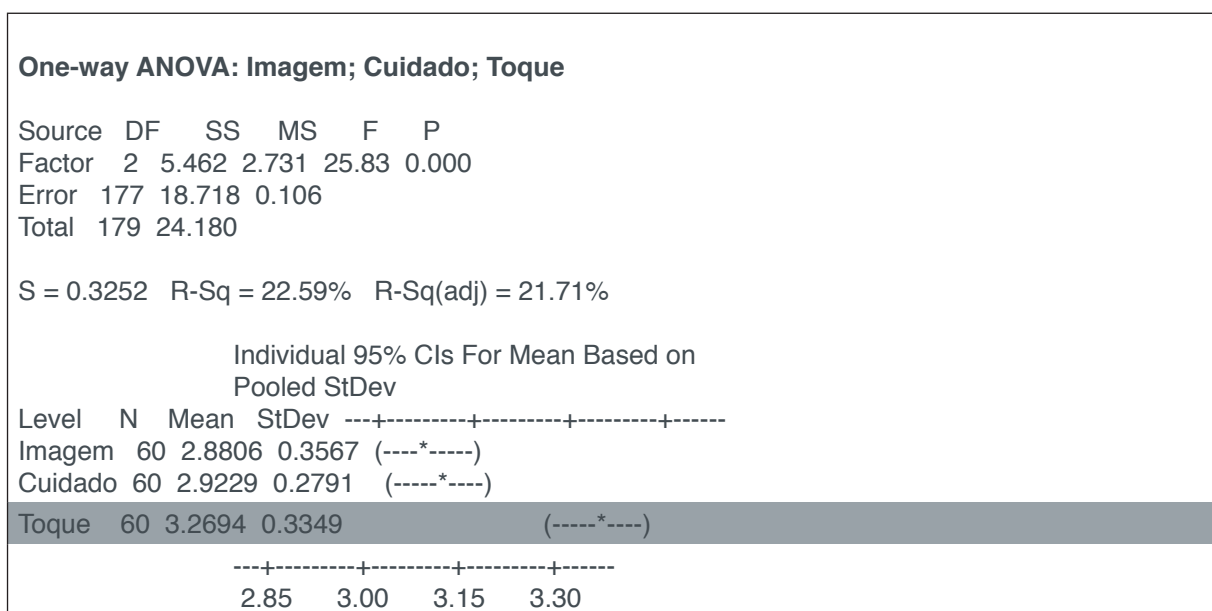 One-way ANOVA: Imagem; Cuidado; Toque
Source DF SS MS F P
Factor 2 5.462 2.731 25.83 0.000
Error 177 18.718 0.106
Total 179 24.180
S = 0.3252 R-Sq = 22.59% R-Sq(adj) = 21.71%
Individual 95% CIs For Mean Based on
Pooled StDev
Level N Mean StDev ---+---------+---------+---------+------
Imagem 60 2.8806 0.3567 (----*-----)
Cuidado 60 2.9229 0.2791 (-----*----)
Toque 60 3.2694 0.3349 (-----*----)
---+---------+---------+---------+------
2.85 3.00 3.15 3.30